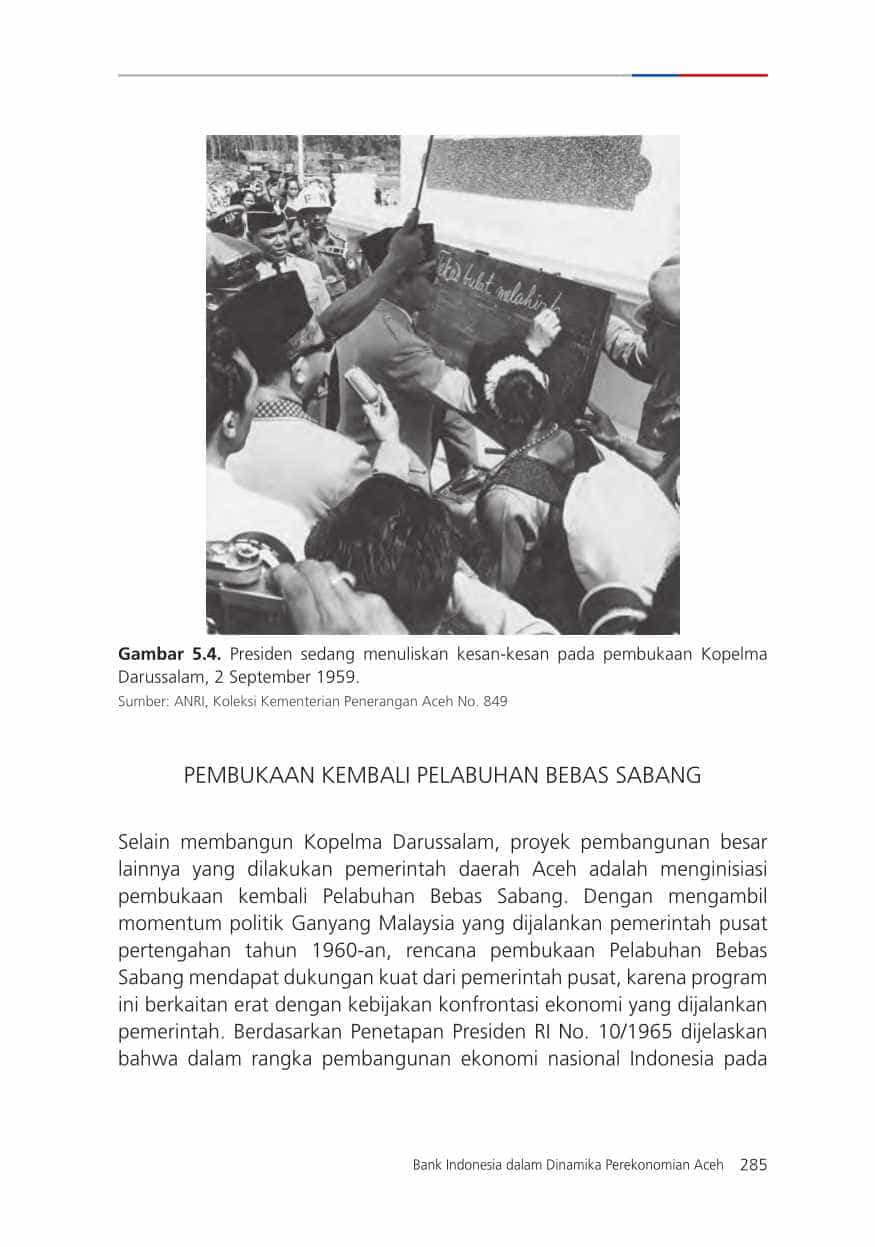 Tekad bulat melahirk
Gambar 5.4. Presiden sedang menuliskan kesan-kesan pada pembukaan Kopelma
Darussalam, 2 September 1959.
Sumber: ANRI, Koleksi Kementerian Penerangan Aceh No. 849
PEMBUKAAN KEMBALI PELABUHAN BEBAS SABANG
Selain membangun Kopelma Darussalam, proyek pembangunan besar
lainnya yang dilakukan pemerintah daerah Aceh adalah menginisiasi
pembukaan kembali Pelabuhan Bebas Sabang. Dengan mengambil
momentum politik Ganyang Malaysia yang dijalankan pemerintah pusat
pertengahan tahun 1960-an, rencana pembukaan Pelabuhan Bebas
Sabang mendapat dukungan kuat dari pemerintah pusat, karena program
ini berkaitan erat dengan kebijakan konfrontasi ekonomi yang dijalankan
pemerintah. Berdasarkan Penetapan Presiden RI No. 10/1965 dijelaskan
bahwa dalam rangka pembangunan ekonomi nasional Indonesia pada
Bank Indonesia dalam Dinamika Perekonomian Aceh 285